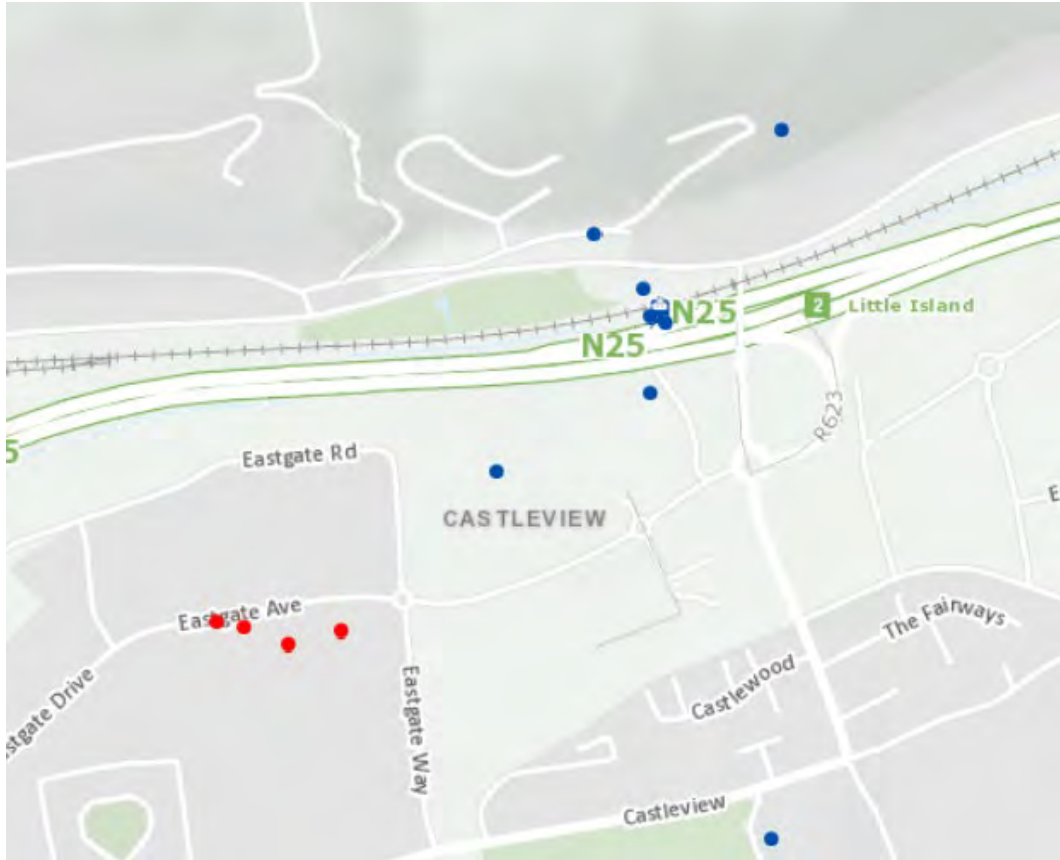 N25
2 Little Island
N25
R623
5
Eastgate Rd
E
CASTLEVIEW
Eastgate Ave
The Fairways
Castlewood
stgate Drive
Eastgate Way
Castleview